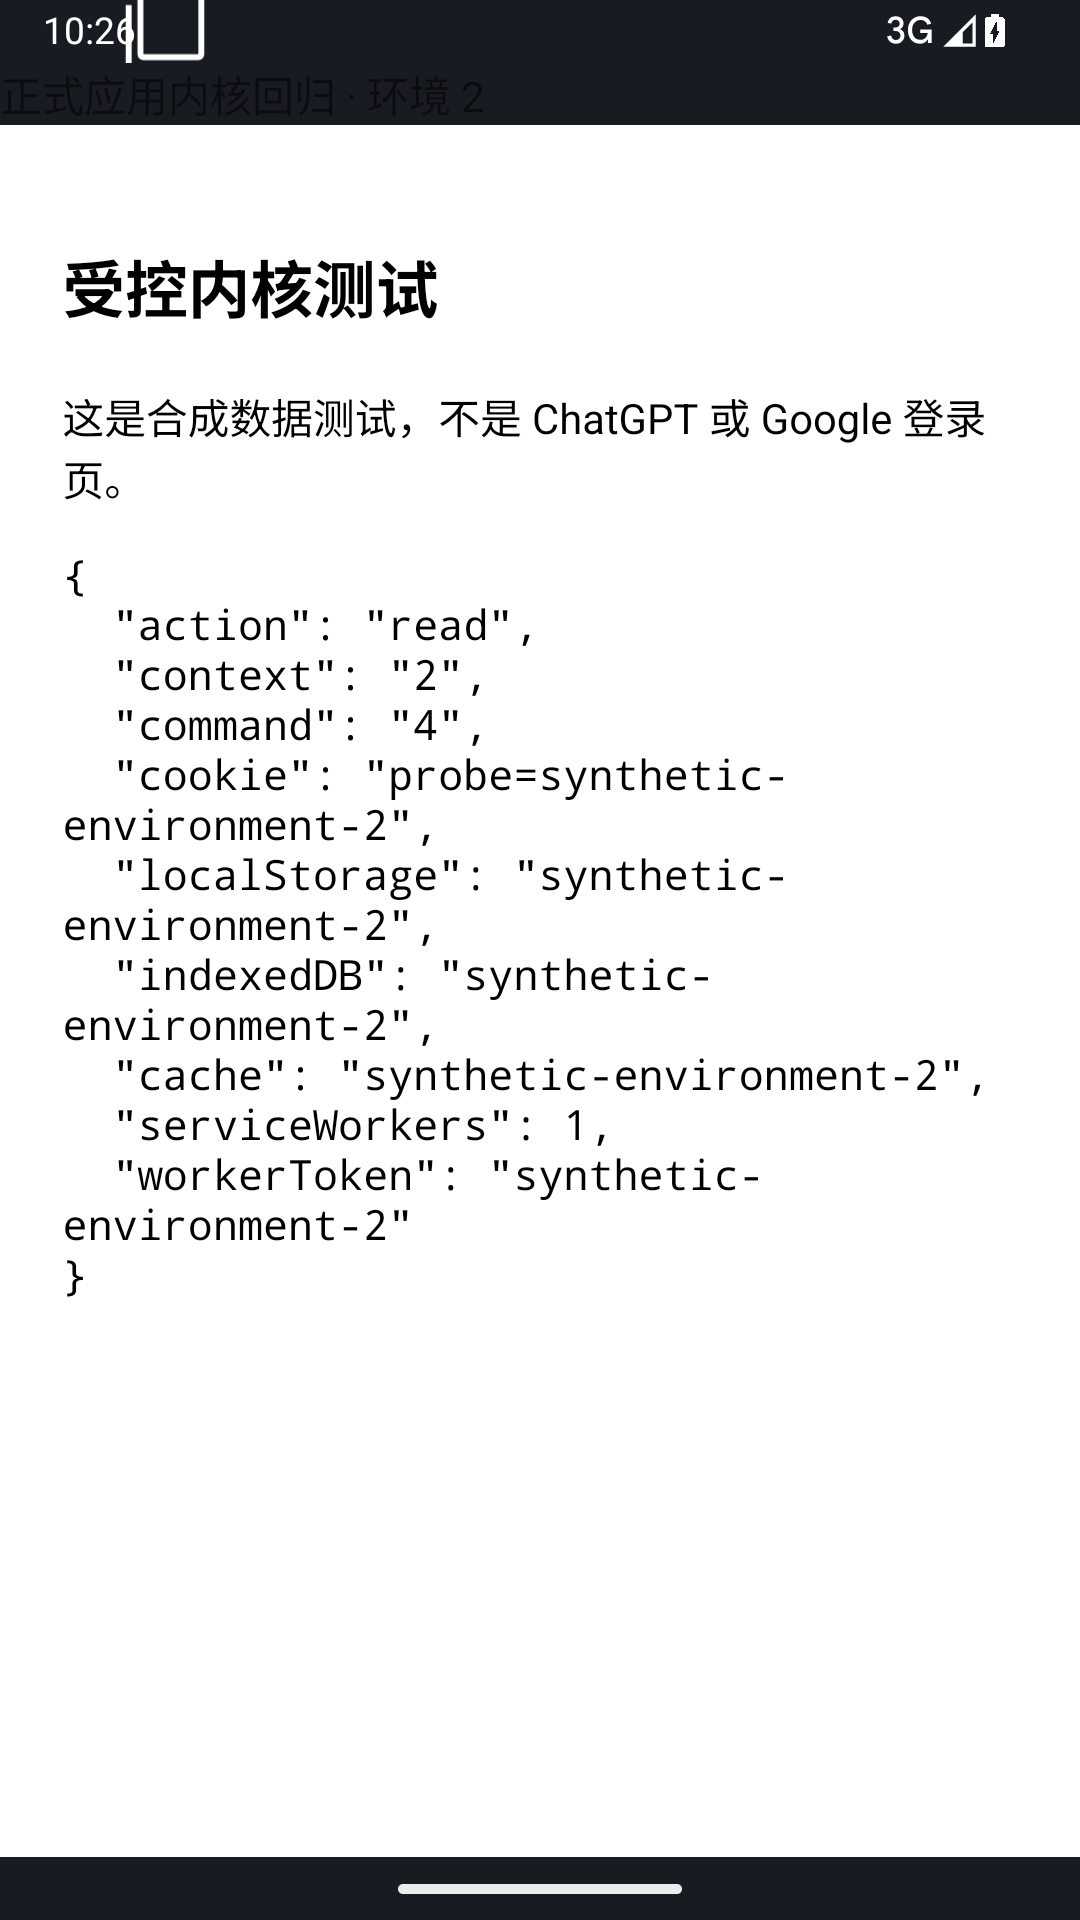 10:26
3G
正式应用内核回归 · 环境 2
受控内核测试
这是合成数据测试，不是 ChatGPT 或 Google 登录
页。
{
  "action": "read",
  "context": "2",
  "command": "4",
  "cookie": "probe=synthetic-
environment-2",
  "localStorage": "synthetic-
environment-2",
  "indexedDB": "synthetic-
environment-2",
  "cache": "synthetic-environment-2",
  "serviceWorkers": 1,
  "workerToken": "synthetic-
environment-2"
}